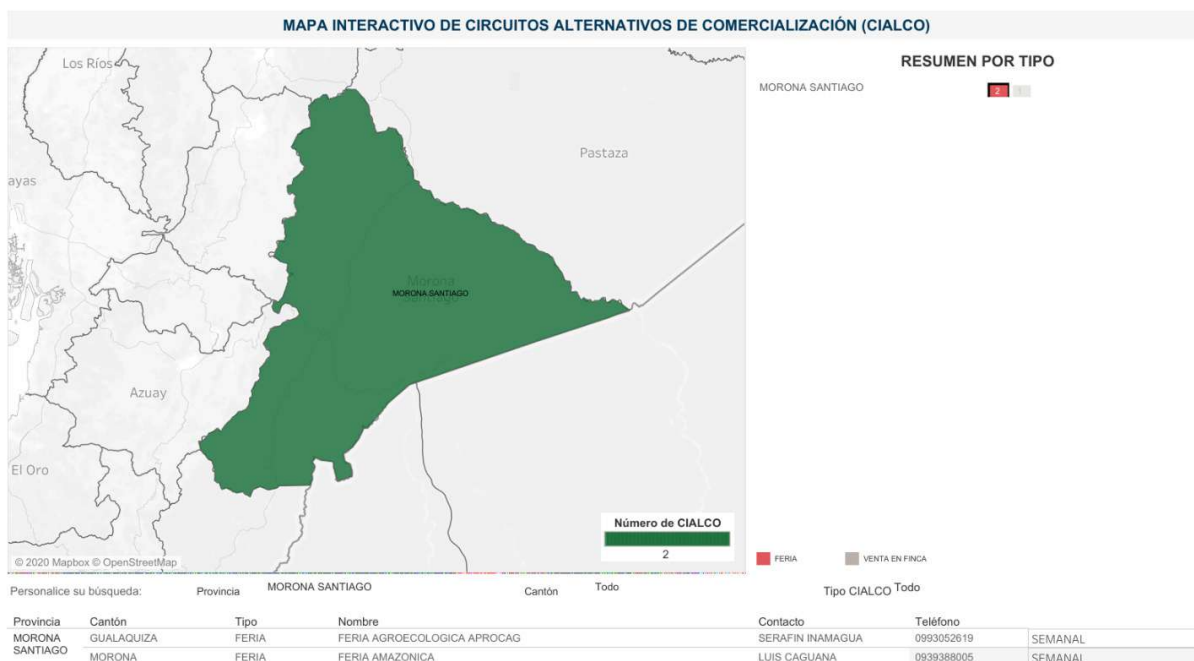 MAPA INTERACTIVO DE CIRCUITOS ALTERNATIVOS DE COMERCIALIZACIÓN (CIALCO)
Los Ríos
Pastaza
ayas
Morona
MORONA SANTIAGO
Santiago
Azuay
El Oro
Número de CIALCO
2
© 2020 Mapbox © OpenStreetMap
RESUMEN POR TIPO
MORONA SANTIAGO 2
FERIA VENTA EN FINCA
Personalice su búsqueda: Provincia MORONA SANTIAGO Cantón Todo Tipo CIALCO Todo
Provincia Cantón Tipo Nombre Contacto Teléfono
MORONA SANTIAGO GUALAQUIZA FERIA FERIA AGROECOLOGICA APROCAG SERAFIN INAMAGUA 0993052619 SEMANAL
MORONA FERIA FERIA AMAZONICA LUIS CAGUANA 0939388005 SEMANAL